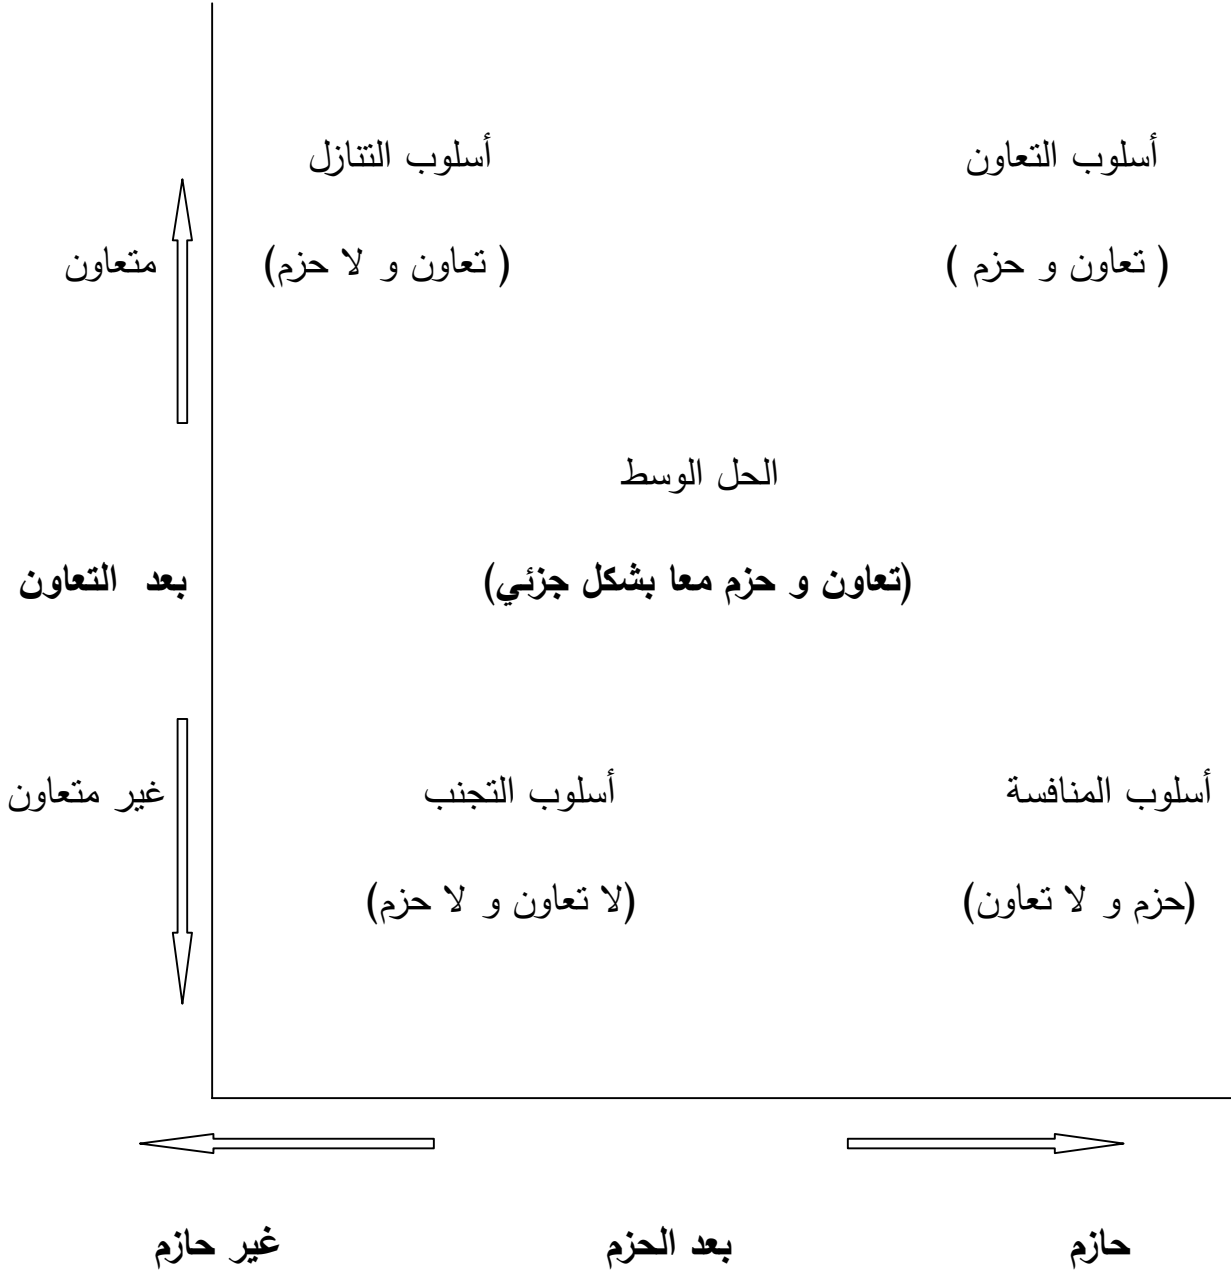 أسلوب التعاون
أسلوب التنازل
( تعاون و حزم )
( تعاون و لا حزم)
متعاون
الحل الوسط
(تعاون و حزم معا بشكل جزئي)
بعد التعاون
أسلوب المنافسة
أسلوب التجنب
غير متعاون
(حزم و لا تعاون)
(لا تعاون و لا حزم)
حازم
بعد الحزم
غير حازم